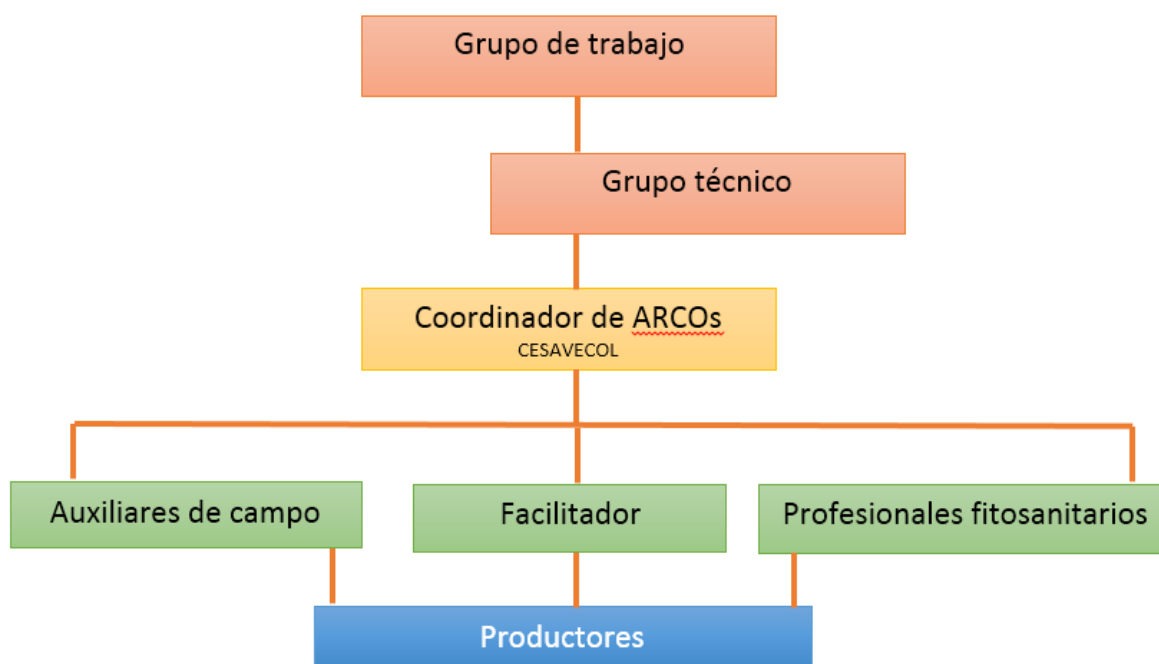 Grupo de trabajo
Grupo técnico
Coordinador de ARCOs
CESAVECOL
Auxiliares de campo
Facilitador
Profesionales fitosanitarios
Productores